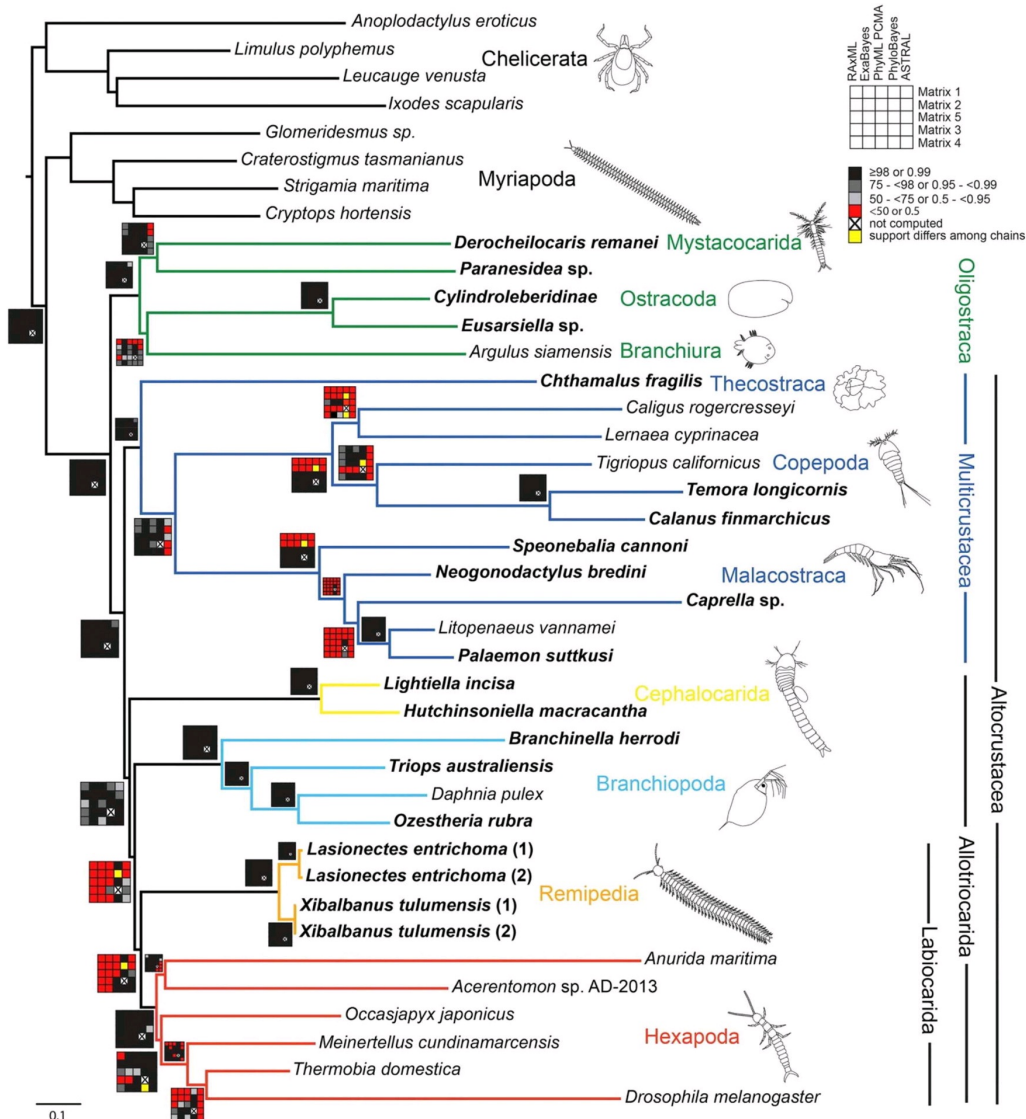 Anoplodactylus eroticus
Limulus polyphemus
Chelicerata
Leucauge venusta
Ixodes scapularis
Glomeridesmus sp.
Craterostigmus tasmanianus
Myriapoda
Strigamia maritima
Cryptops hortensis
Derocheilocaris remanei Mystacocarida
Paranesidea sp.
Cylindroleberidinae Ostracoda
Eusarsiella sp.
Argulus siamensis Branchiura
Chthamalus fragilis Thecostraca
Caligus rogercresseyi
Lernaea cyprinacea
Tigriopus californicus Copepoda
Temora longicornis
Calanus finmarchicus
Speonebalia cannoni
Neogonodactylus bredini Malacostraca
Caprella sp.
Litopenaeus vannamei
Palaemon suttkusi
Lightiella incisa
Cephalocarida
Hutchinsoniella macracantha
Branchinella herrodi
Triops australiensis
Branchiopoda
Daphnia pulex
Ozestheria rubra
Lasionectes entrichoma (1)
Lasionectes entrichoma (2)
Remipedia
Xibalbanus tulumensis (1)
Xibalbanus tulumensis (2)
Anurida maritima
Acerentomon sp. AD-2013
Occasjapyx japonicus
Hexapoda
Meinertellus cundinamarcensis
Thermobia domestica
Drosophila melanogaster
0.1
RAxML
ExaBayes
PhyML PCMA
PhyloBayes
ASTRAL
Matrix 1
Matrix 2
Matrix 5
Matrix 3
Matrix 4
≥98 or 0.99
75 - <98 or 0.95 - <0.99
50 - <75 or 0.5 - <0.95
<50 or 0.5
not computed
support differs among chains
Oligostraca
Multicrustacea
Altocrustacea
Allotriocarida
Labiocarida